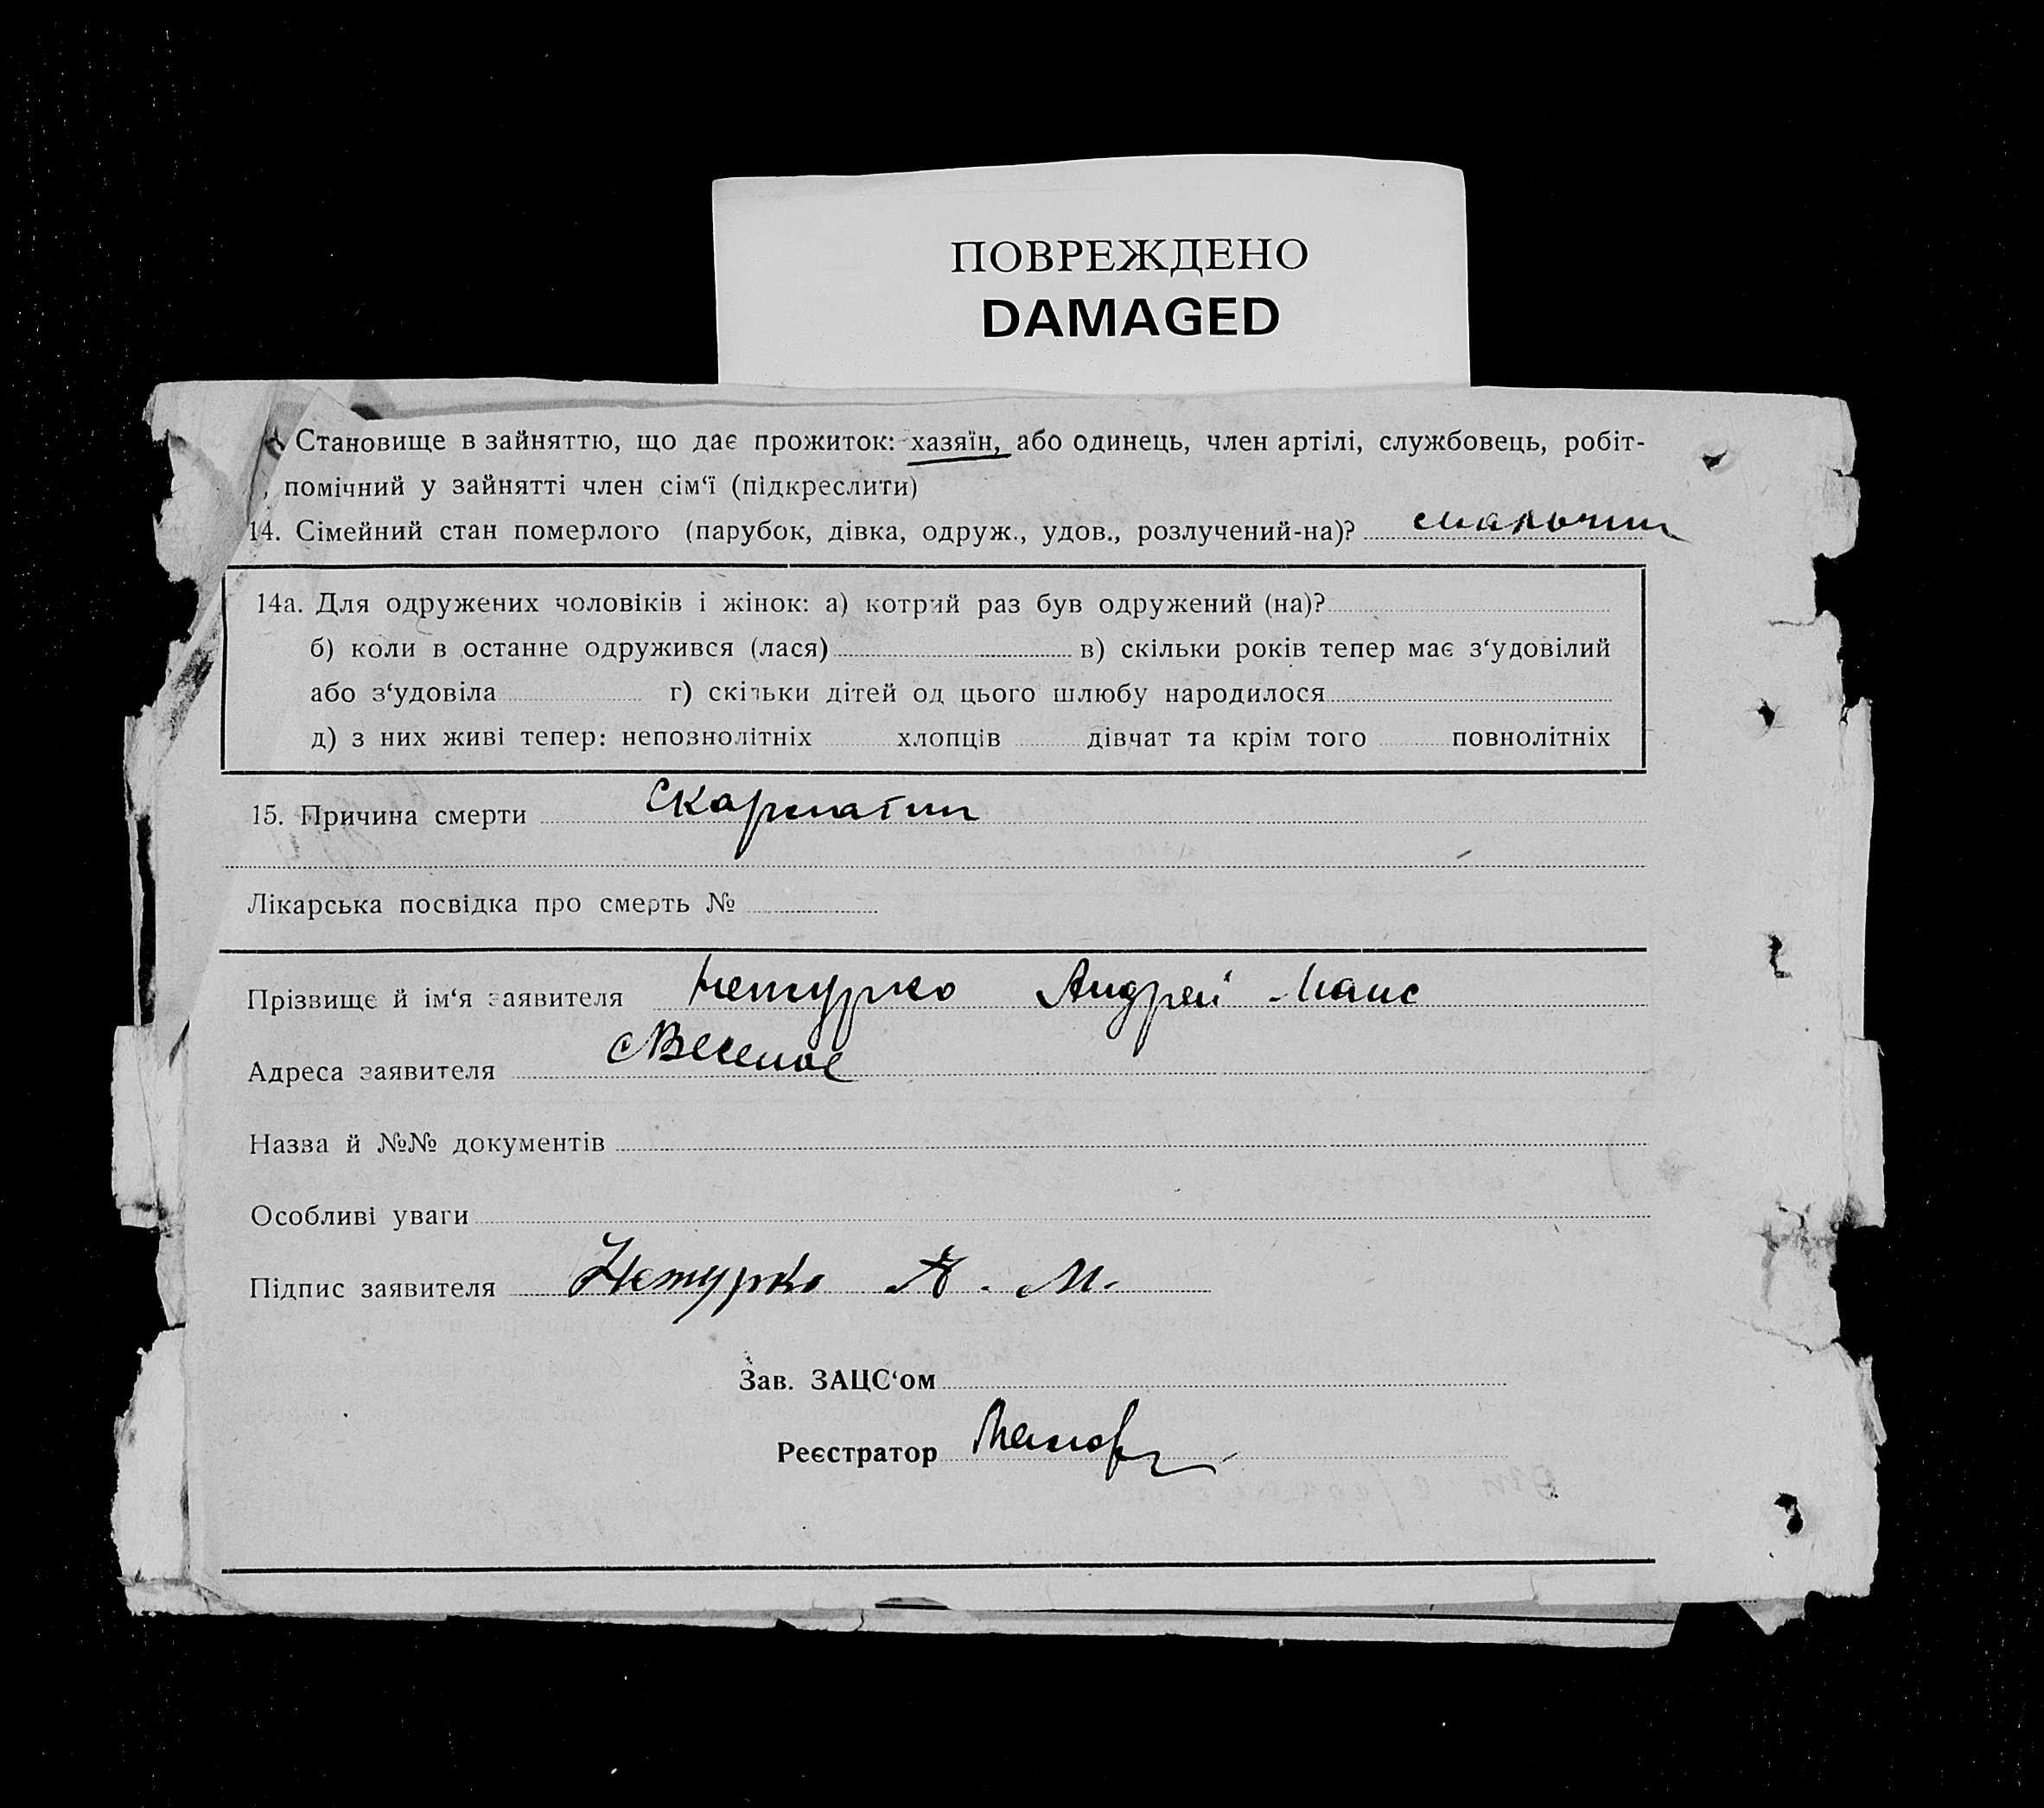 ПОВРЕЖДЕНО
DAMAGED
Становище в зайняттю, що дає прожиток: хазяїн, або одинець, член артілі, службовець, робіт-
, помічний у зайнятті член сім‘ї (підкреслити)
14. Сімейний стан померлого (парубок, дівка, одруж., удов., розлучений-на)?
14а. Для одружених чоловіків і жінок: а) котрий раз був одружений (на)?
б) коли в останне одружився (лася) в) скільки років тепер має з‘удовілий
або з‘удовіла г) скільки дітей од цього шлюбу народилося
д) з них живі тепер: непознолітніх хлопців дівчат та крім того повнолітніх
15. Причина смерти Скарлатин
Лікарська посвідка про смерть №
Прізвище й ім‘я заявителя Нетурко Андрей
Адреса заявителя с Веселое
Назва й №№ документів
Особливі уваги
Підпис заявителя Нетурко А. М.
Зав. ЗАЦС‘ом
Реєстратор